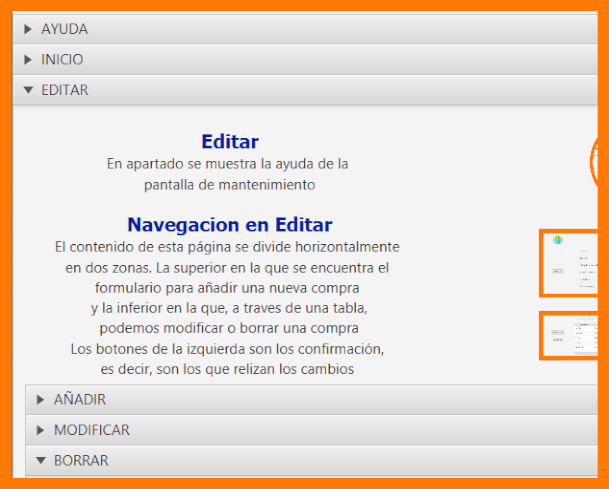 AYUDA
INICIO
EDITAR
Editar
En apartado se muestra la ayuda de la
pantalla de mantenimiento
Navegacion en Editar
El contenido de esta página se divide horizontalmente
en dos zonas. La superior en la que se encuentra el
formulario para añadir una nueva compra
y la inferior en la que, a traves de una tabla,
podemos modificar o borrar una compra
Los botones de la izquierda son los confirmación,
es decir, son los que relizan los cambios
AÑADIR
MODIFICAR
BORRAR